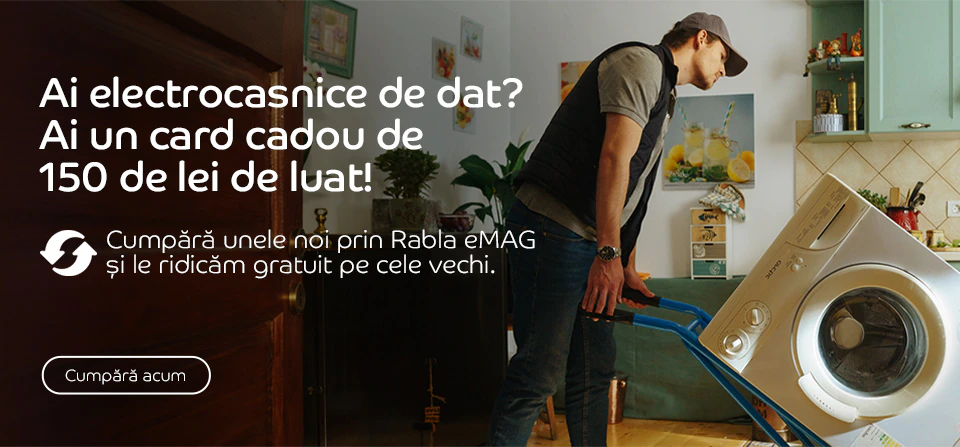 Ai electrocasnice de dat?
Ai un card cadou de
150 de lei de luat!
Cumpără unele noi prin Rabla eMAG
și le ridicăm gratuit pe cele vechi.
Cumpără acum